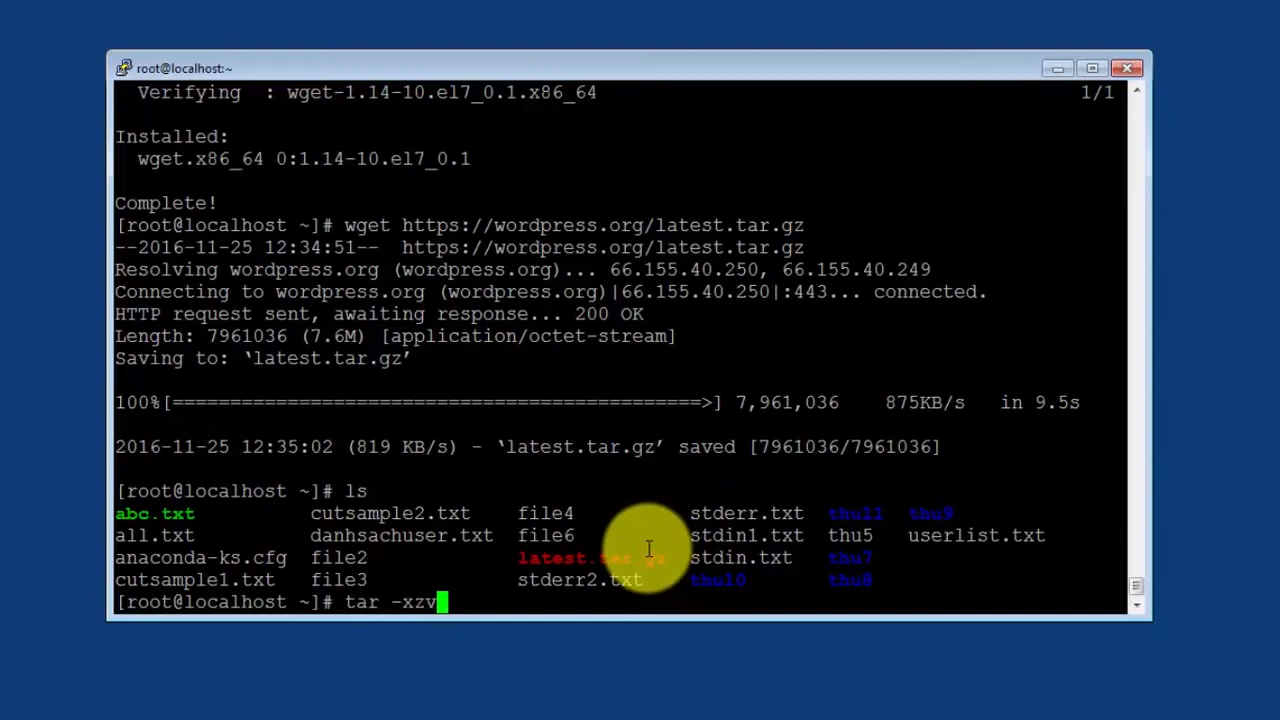 root@localhost:~
Verifying : wget-1.14-10.el7_0.1.x86_64 1/1
Installed:
wget.x86_64 0:1.14-10.el7_0.1
Complete!
[root@localhost ~]# wget https://wordpress.org/latest.tar.gz
--2016-11-25 12:34:51-- https://wordpress.org/latest.tar.gz
Resolving wordpress.org (wordpress.org)... 66.155.40.250, 66.155.40.249
Connecting to wordpress.org (wordpress.org)|66.155.40.250|:443... connected.
HTTP request sent, awaiting response... 200 OK
Length: 7961036 (7.6M) [application/octet-stream]
Saving to: ‘latest.tar.gz’
100%[==============================================>] 7,961,036 875KB/s in 9.5s
2016-11-25 12:35:02 (819 KB/s) - ‘latest.tar.gz’ saved [7961036/7961036]
[root@localhost ~]# ls
abc.txt cutsample2.txt file4 stderr.txt thu11 thu9
all.txt danhsachuser.txt file6 stdin1.txt thu5 userlist.txt
anaconda-ks.cfg file2 latest.tar.gz stdin.txt thu7
cutsample1.txt file3 stderr2.txt thu10 thu8
[root@localhost ~]# tar -xzv